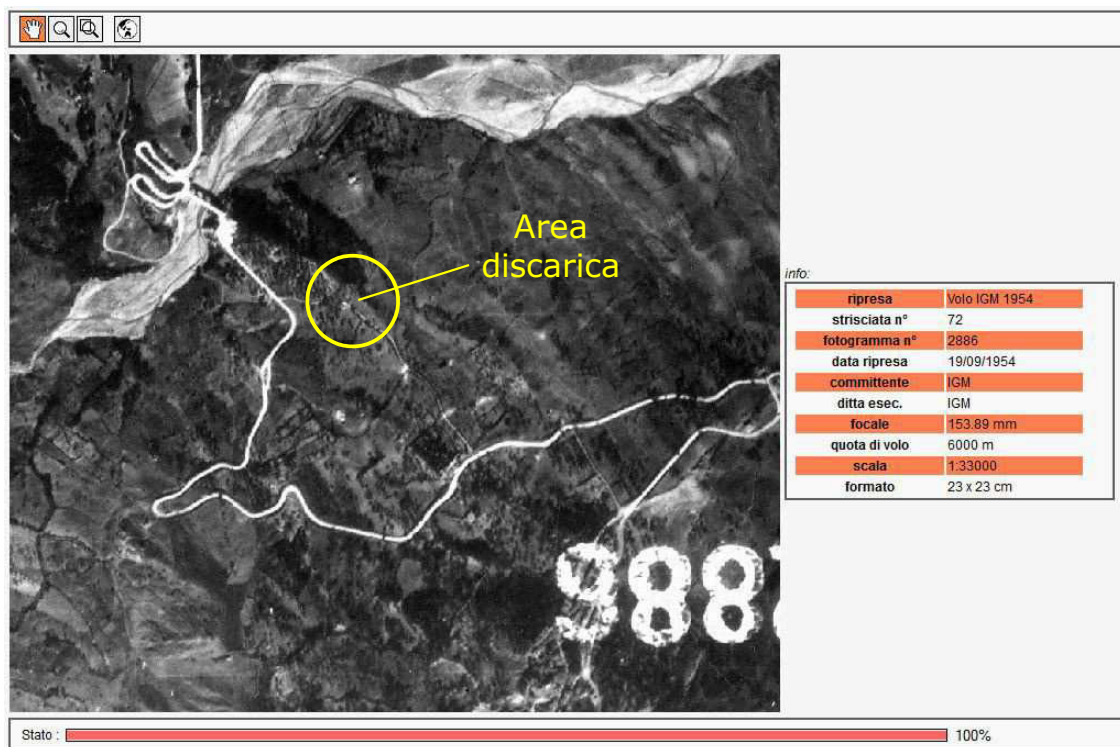 Area
discarica
info:
ripresa Volo IGM 1954
strisciata n° 72
fotogramma n° 2886
data ripresa 19/09/1954
committente IGM
ditta esec. IGM
focale 153.89 mm
quota di volo 6000 m
scala 1:33000
formato 23 x 23 cm
2886
Stato : 100%